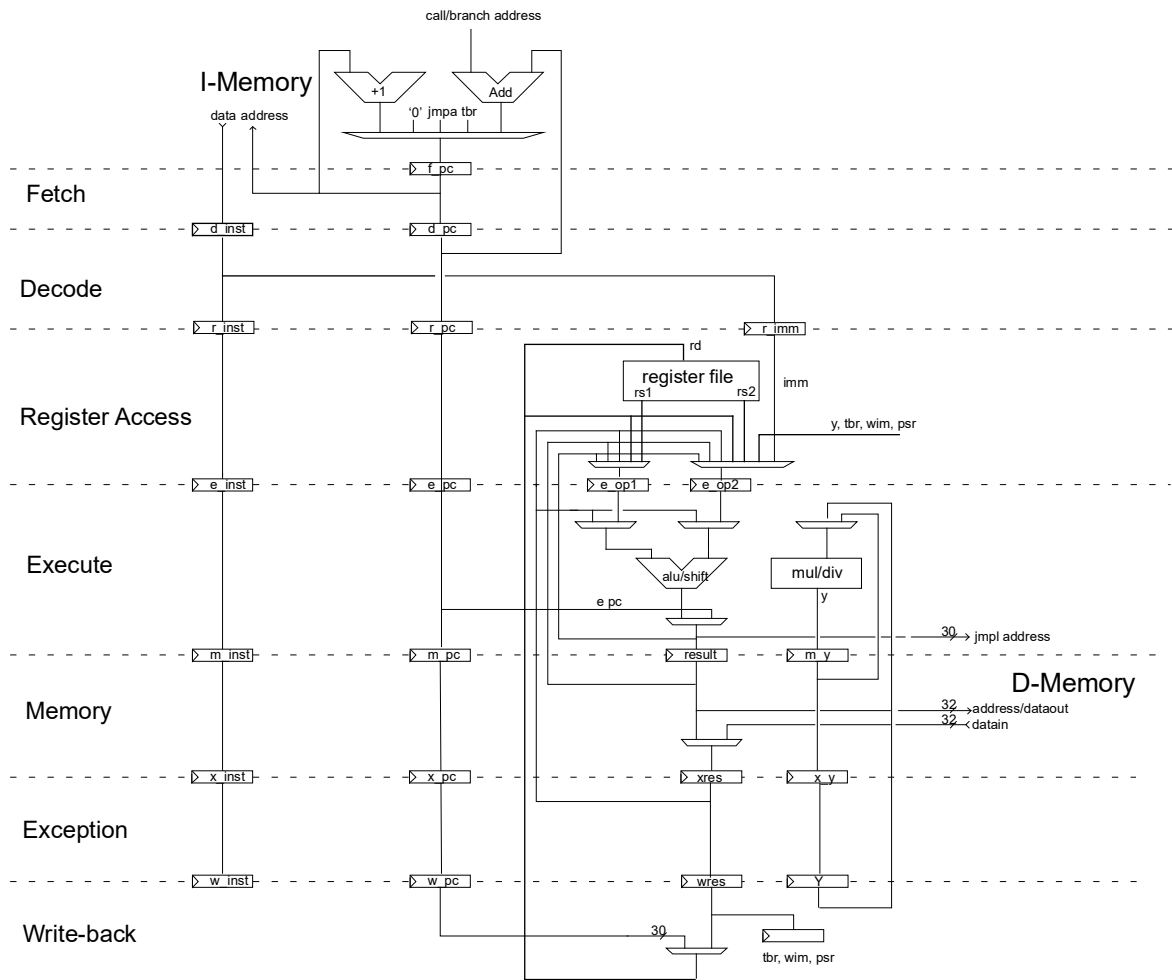 call/branch address
I-Memory
+1
Add
data address
‘0’ jmpa tbr
f_pc
Fetch
d_inst
d_pc
Decode
r_inst
r_pc
r_imm
rd
register file
rs1
rs2
imm
Register Access
y, tbr, wim, psr
e_inst
e_pc
e_op1
e_op2
Execute
alu/shift
mul/div
y
e pc
30
jmpl address
m_inst
m_pc
result
m_y
D-Memory
Memory
32
address/dataout
32
datain
x_inst
x_pc
xres
x_y
Exception
w_inst
w_pc
wres
Y
Write-back
30
tbr, wim, psr